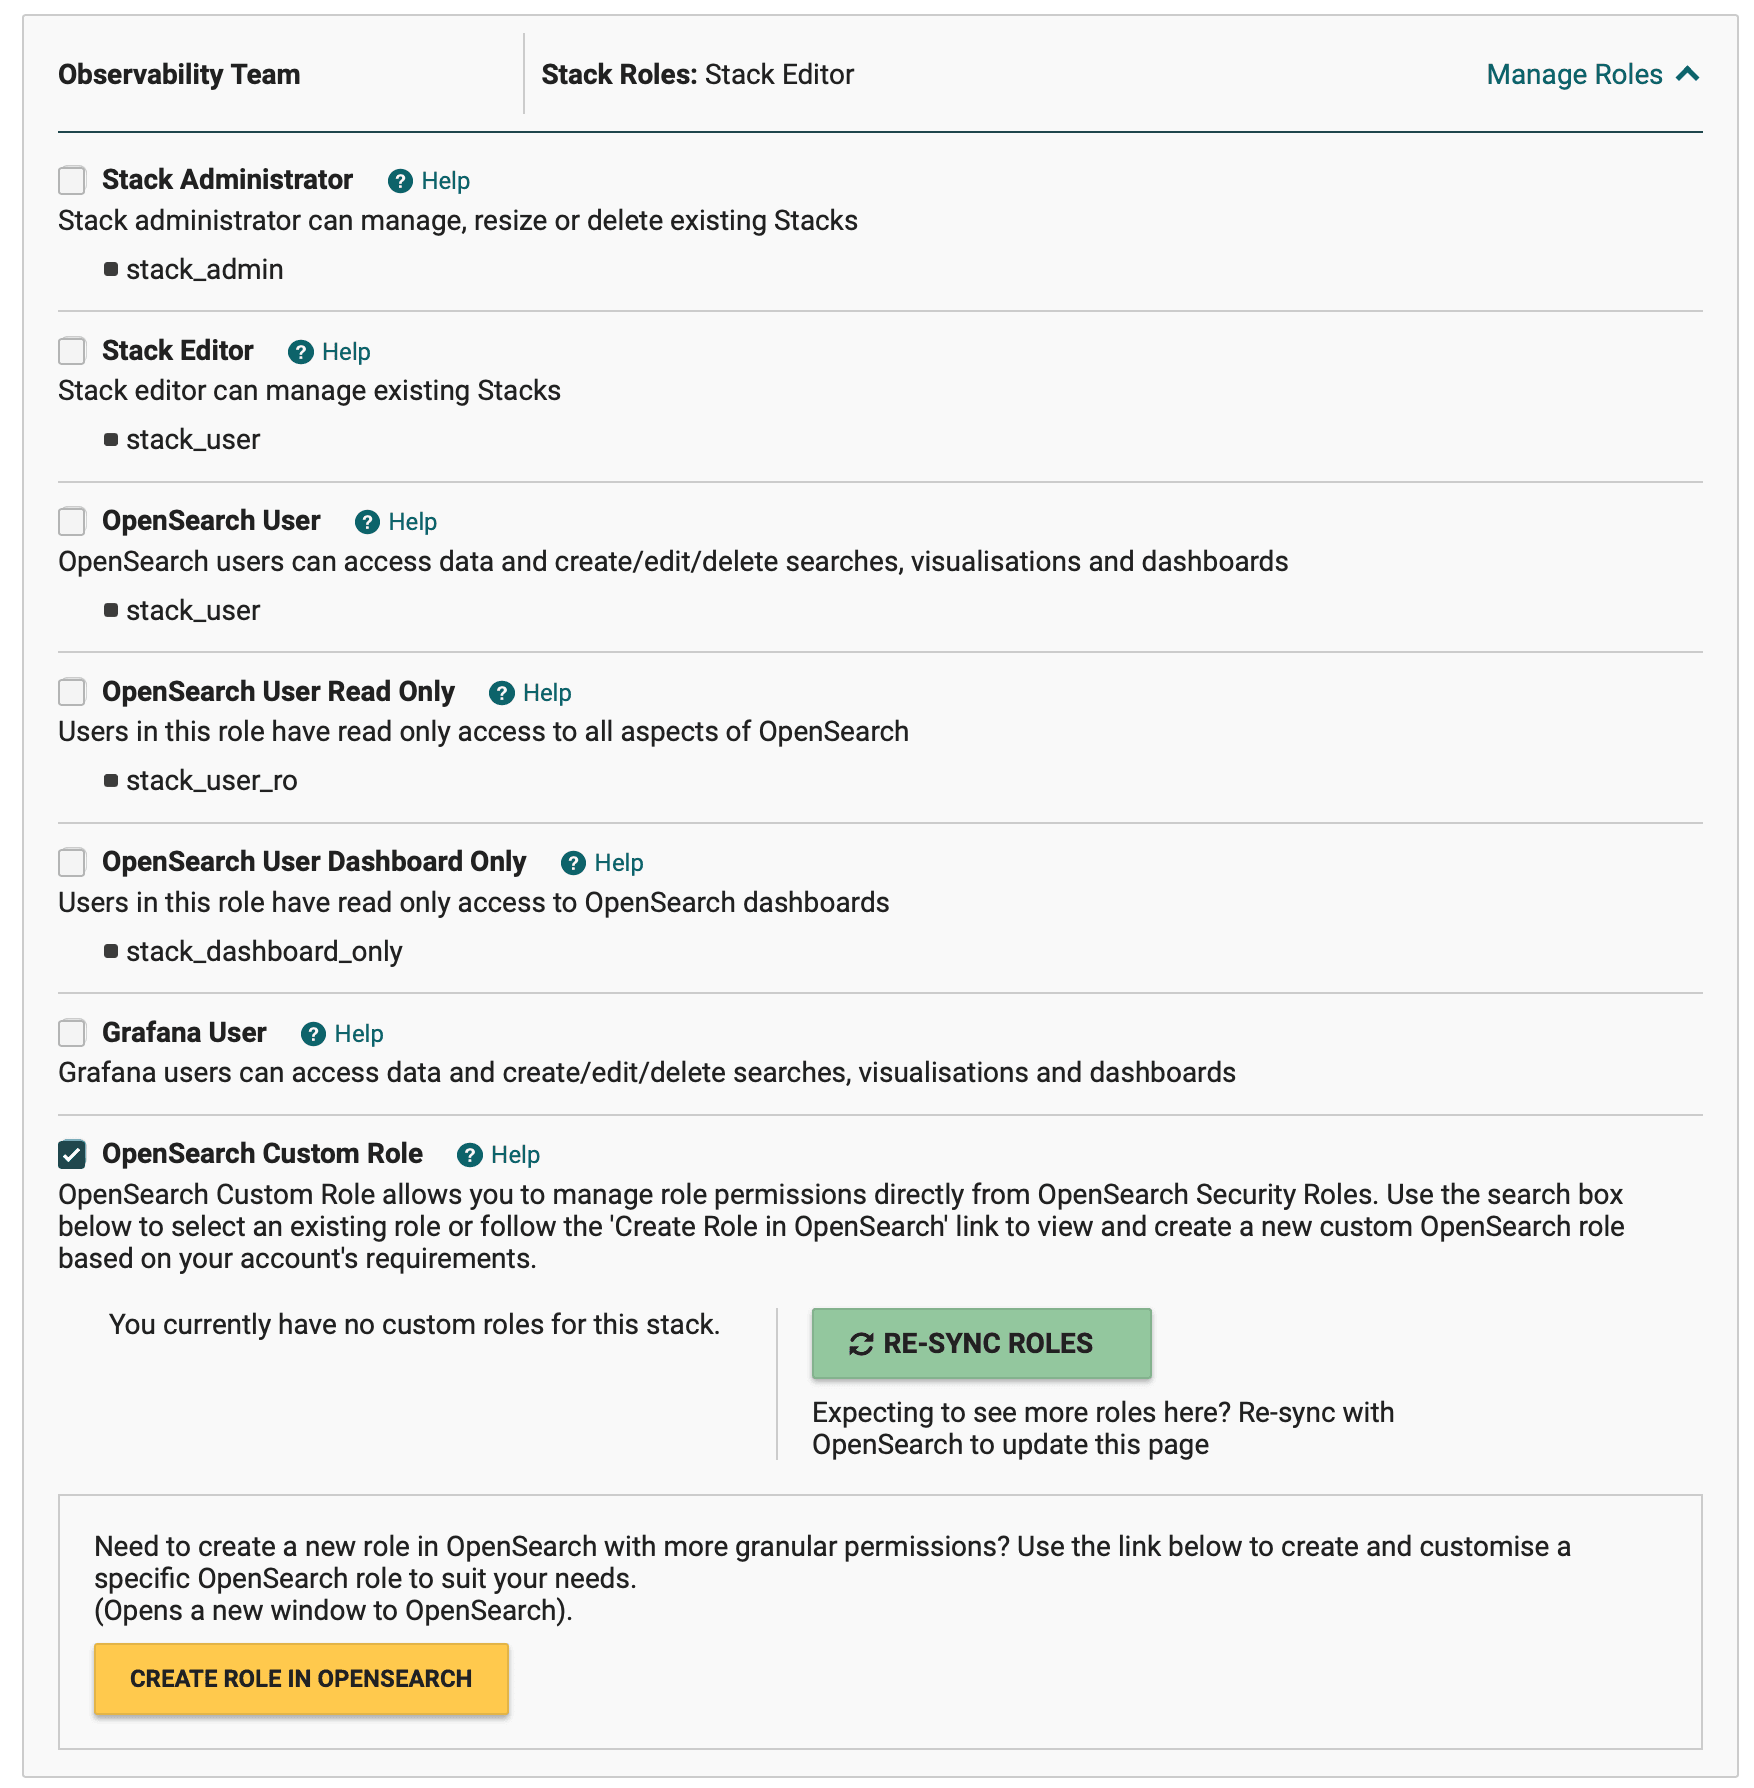 Observability Team
Stack Roles: Stack Editor
Manage Roles
Stack Administrator
Help
Stack administrator can manage, resize or delete existing Stacks
stack_admin
Stack Editor
Help
Stack editor can manage existing Stacks
stack_user
OpenSearch User
Help
OpenSearch users can access data and create/edit/delete searches, visualisations and dashboards
stack_user
OpenSearch User Read Only
Help
Users in this role have read only access to all aspects of OpenSearch
stack_user_ro
OpenSearch User Dashboard Only
Help
Users in this role have read only access to OpenSearch dashboards
stack_dashboard_only
Grafana User
Help
Grafana users can access data and create/edit/delete searches, visualisations and dashboards
OpenSearch Custom Role
Help
OpenSearch Custom Role allows you to manage role permissions directly from OpenSearch Security Roles. Use the search box
below to select an existing role or follow the 'Create Role in OpenSearch' link to view and create a new custom OpenSearch role
based on your account's requirements.
You currently have no custom roles for this stack.
RE-SYNC ROLES
Expecting to see more roles here? Re-sync with
OpenSearch to update this page
Need to create a new role in OpenSearch with more granular permissions? Use the link below to create and customise a
specific OpenSearch role to suit your needs.
(Opens a new window to OpenSearch).
CREATE ROLE IN OPENSEARCH